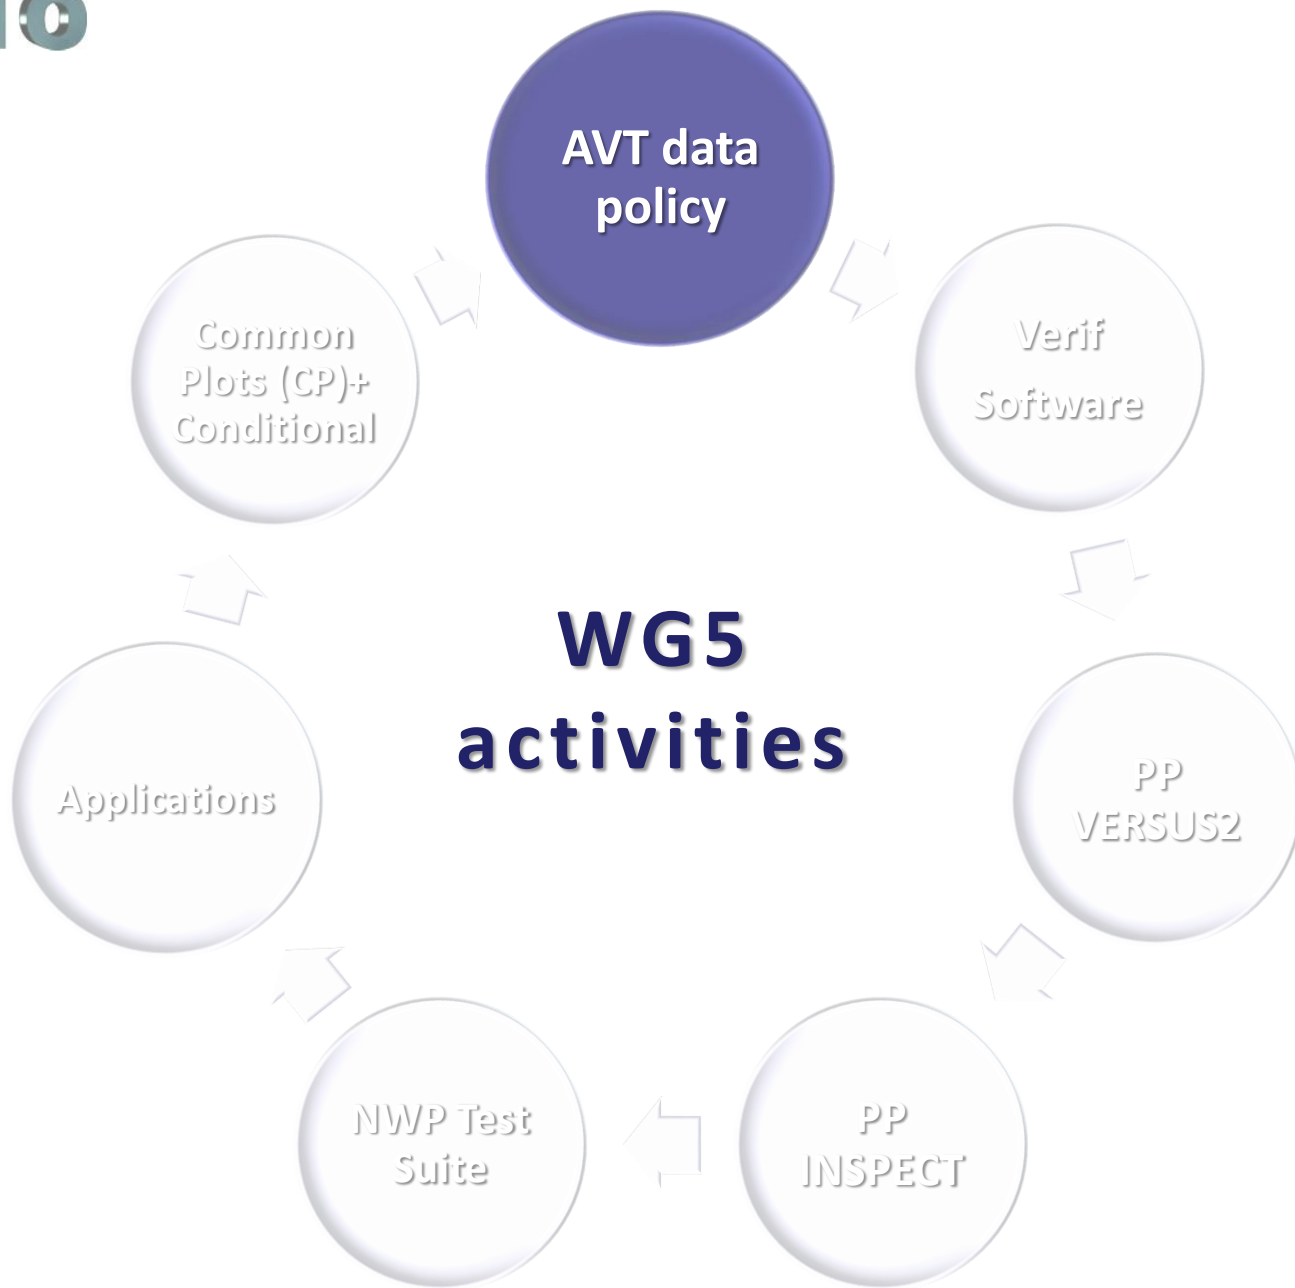 AVT data
policy
Verif
Software
PP
VERSUS2
PP
INSPECT
NWP Test
Suite
Applications
Common
Plots (CP)+
Conditional
WG5
activities